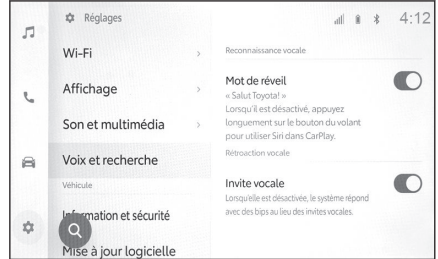 Réglages
4:12
Wi-Fi
Affichage
Son et multimédia
Voix et recherche
Véhicule
Information et sécurité
Mise à jour logicielle
Reconnaissance vocale
Mot de réveil
« Salut Toyota! »
Lorsqu'il est désactivé, appuyez
longuement sur le bouton du volant
pour utiliser Siri dans CarPlay.
Rétroaction vocale
Invite vocale
Lorsqu'elle est désactivée, le système répond
avec des bips au lieu des invites vocales.